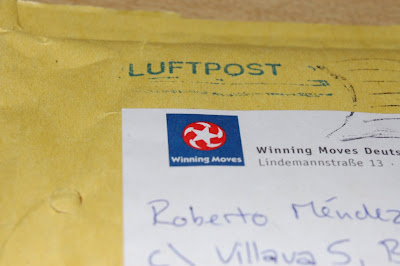 LUFTPOST
Winning Moves
Winning Moves Deuts
Lindemannstraße 13 ·
Roberto Méndez
c\ Villava 5, B